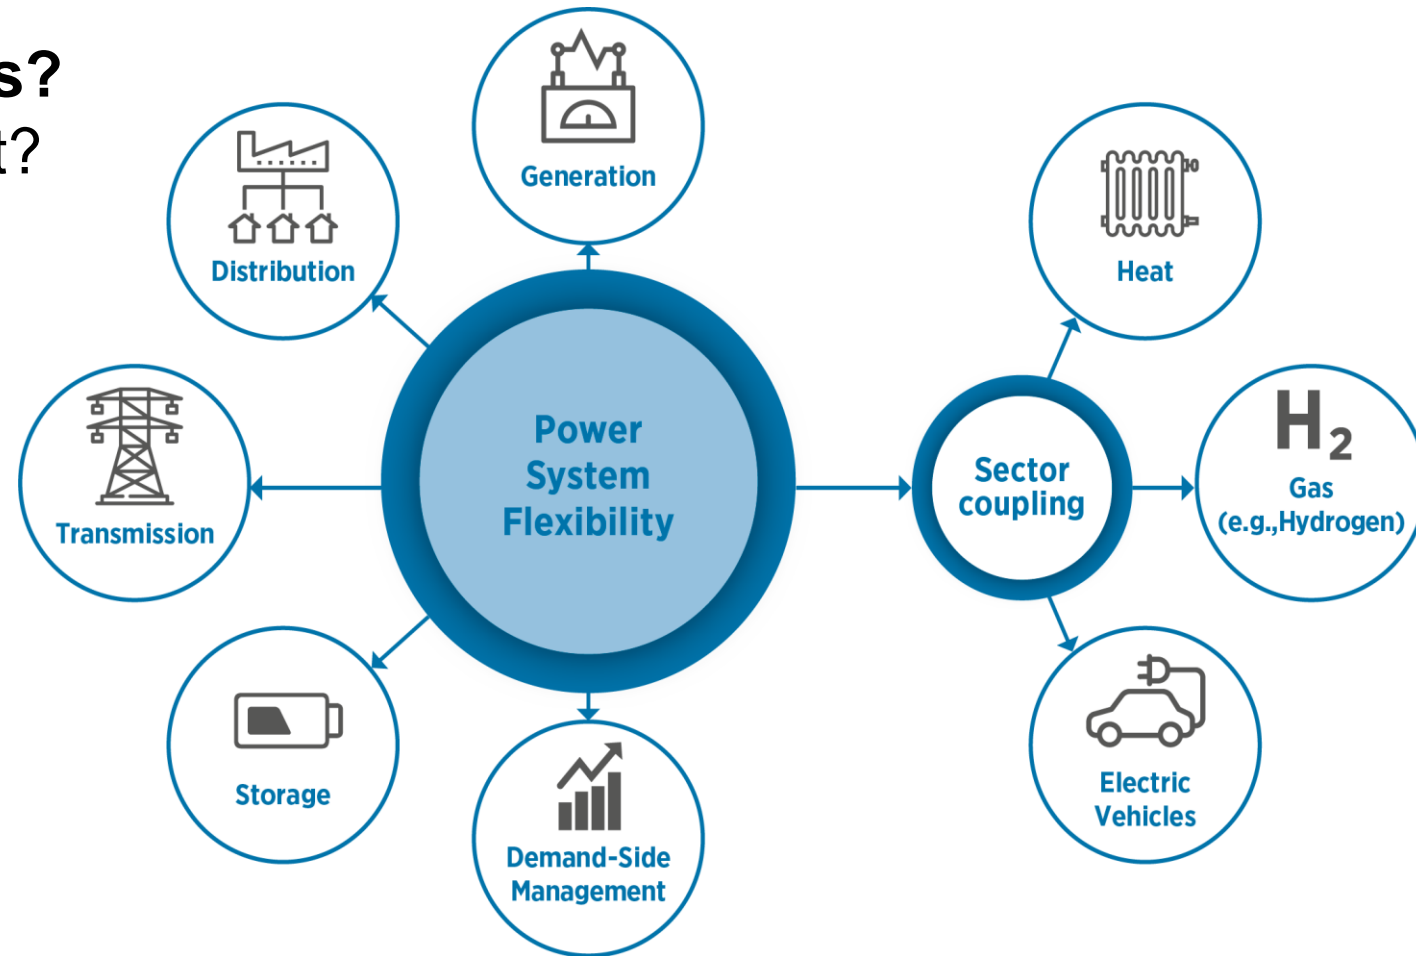 s?
t?
Generation
Distribution
Transmission
Storage
Demand-Side
Management
Power
System
Flexibility
Sector
coupling
Heat
H₂
Gas
(e.g.,Hydrogen)
Electric
Vehicles